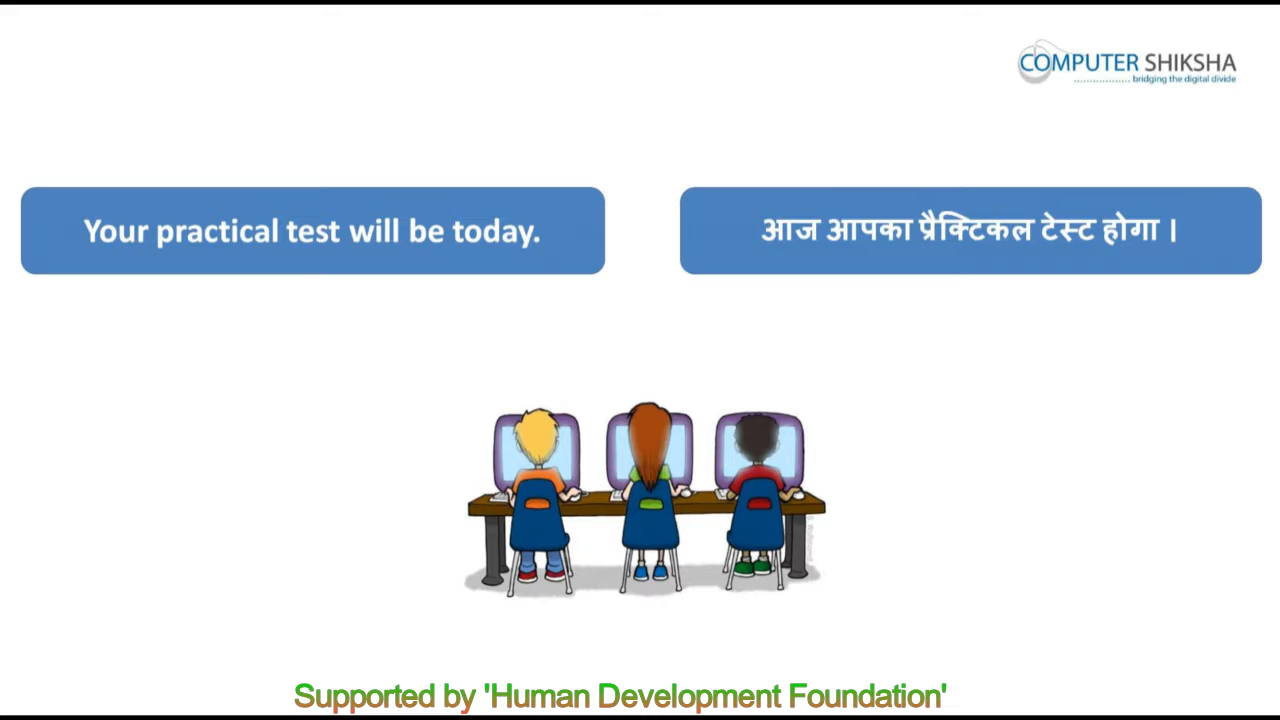 COMPUTER SHIKSHA
.................. bridging the digital divide
Your practical test will be today.
आज आपका प्रैक्टिकल टेस्ट होगा ।
Supported by 'Human Development Foundation'